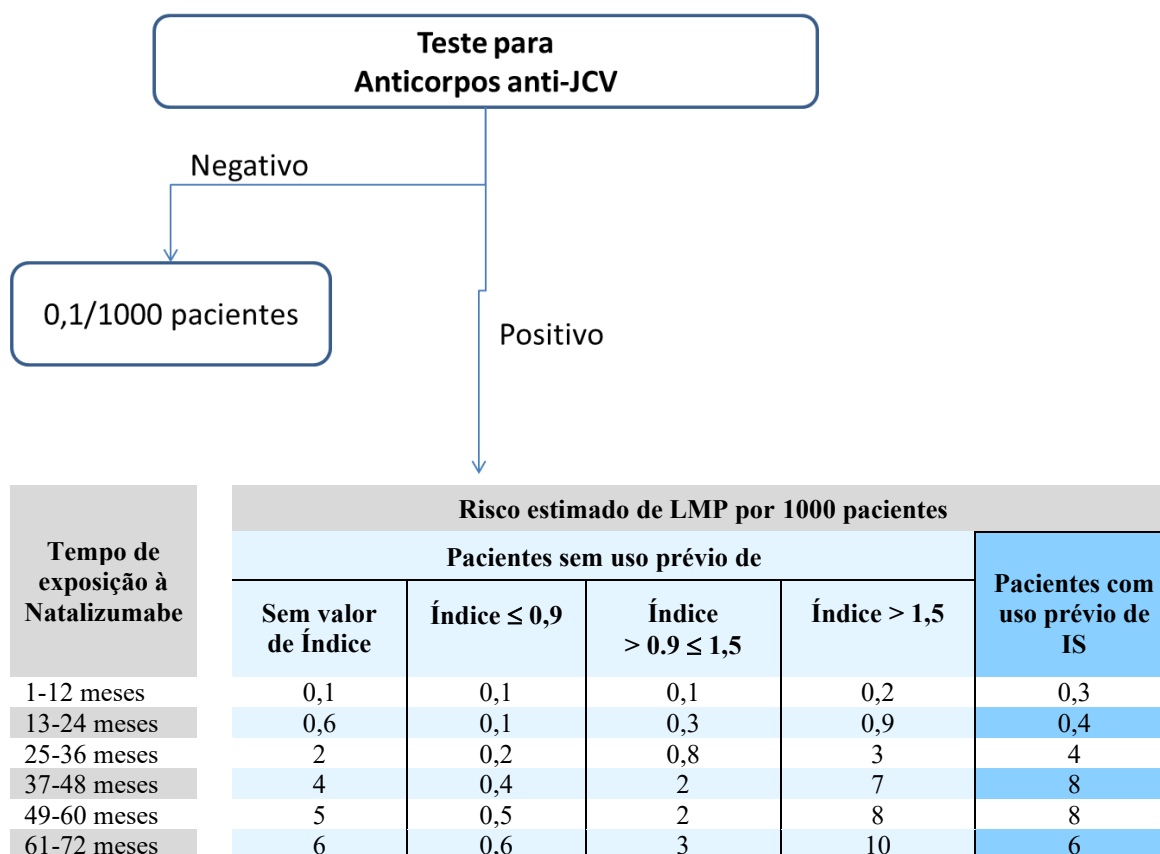 Teste para
Anticorpos anti-JCV
Negativo
0,1/1000 pacientes
Positivo
Tempo de
exposição à
Natalizumabe
Risco estimado de LMP por 1000 pacientes
Pacientes sem uso prévio de
Pacientes com
uso prévio de
IS
Sem valor
de Índice
Índice ≤ 0,9
Índice
> 0.9 ≤ 1,5
Índice > 1,5
1-12 meses 0,1 0,1 0,1 0,2 0,3
13-24 meses 0,6 0,1 0,3 0,9 0,4
25-36 meses 2 0,2 0,8 3 4
37-48 meses 4 0,4 2 7 8
49-60 meses 5 0,5 2 8 8
61-72 meses 6 0,6 3 10 6